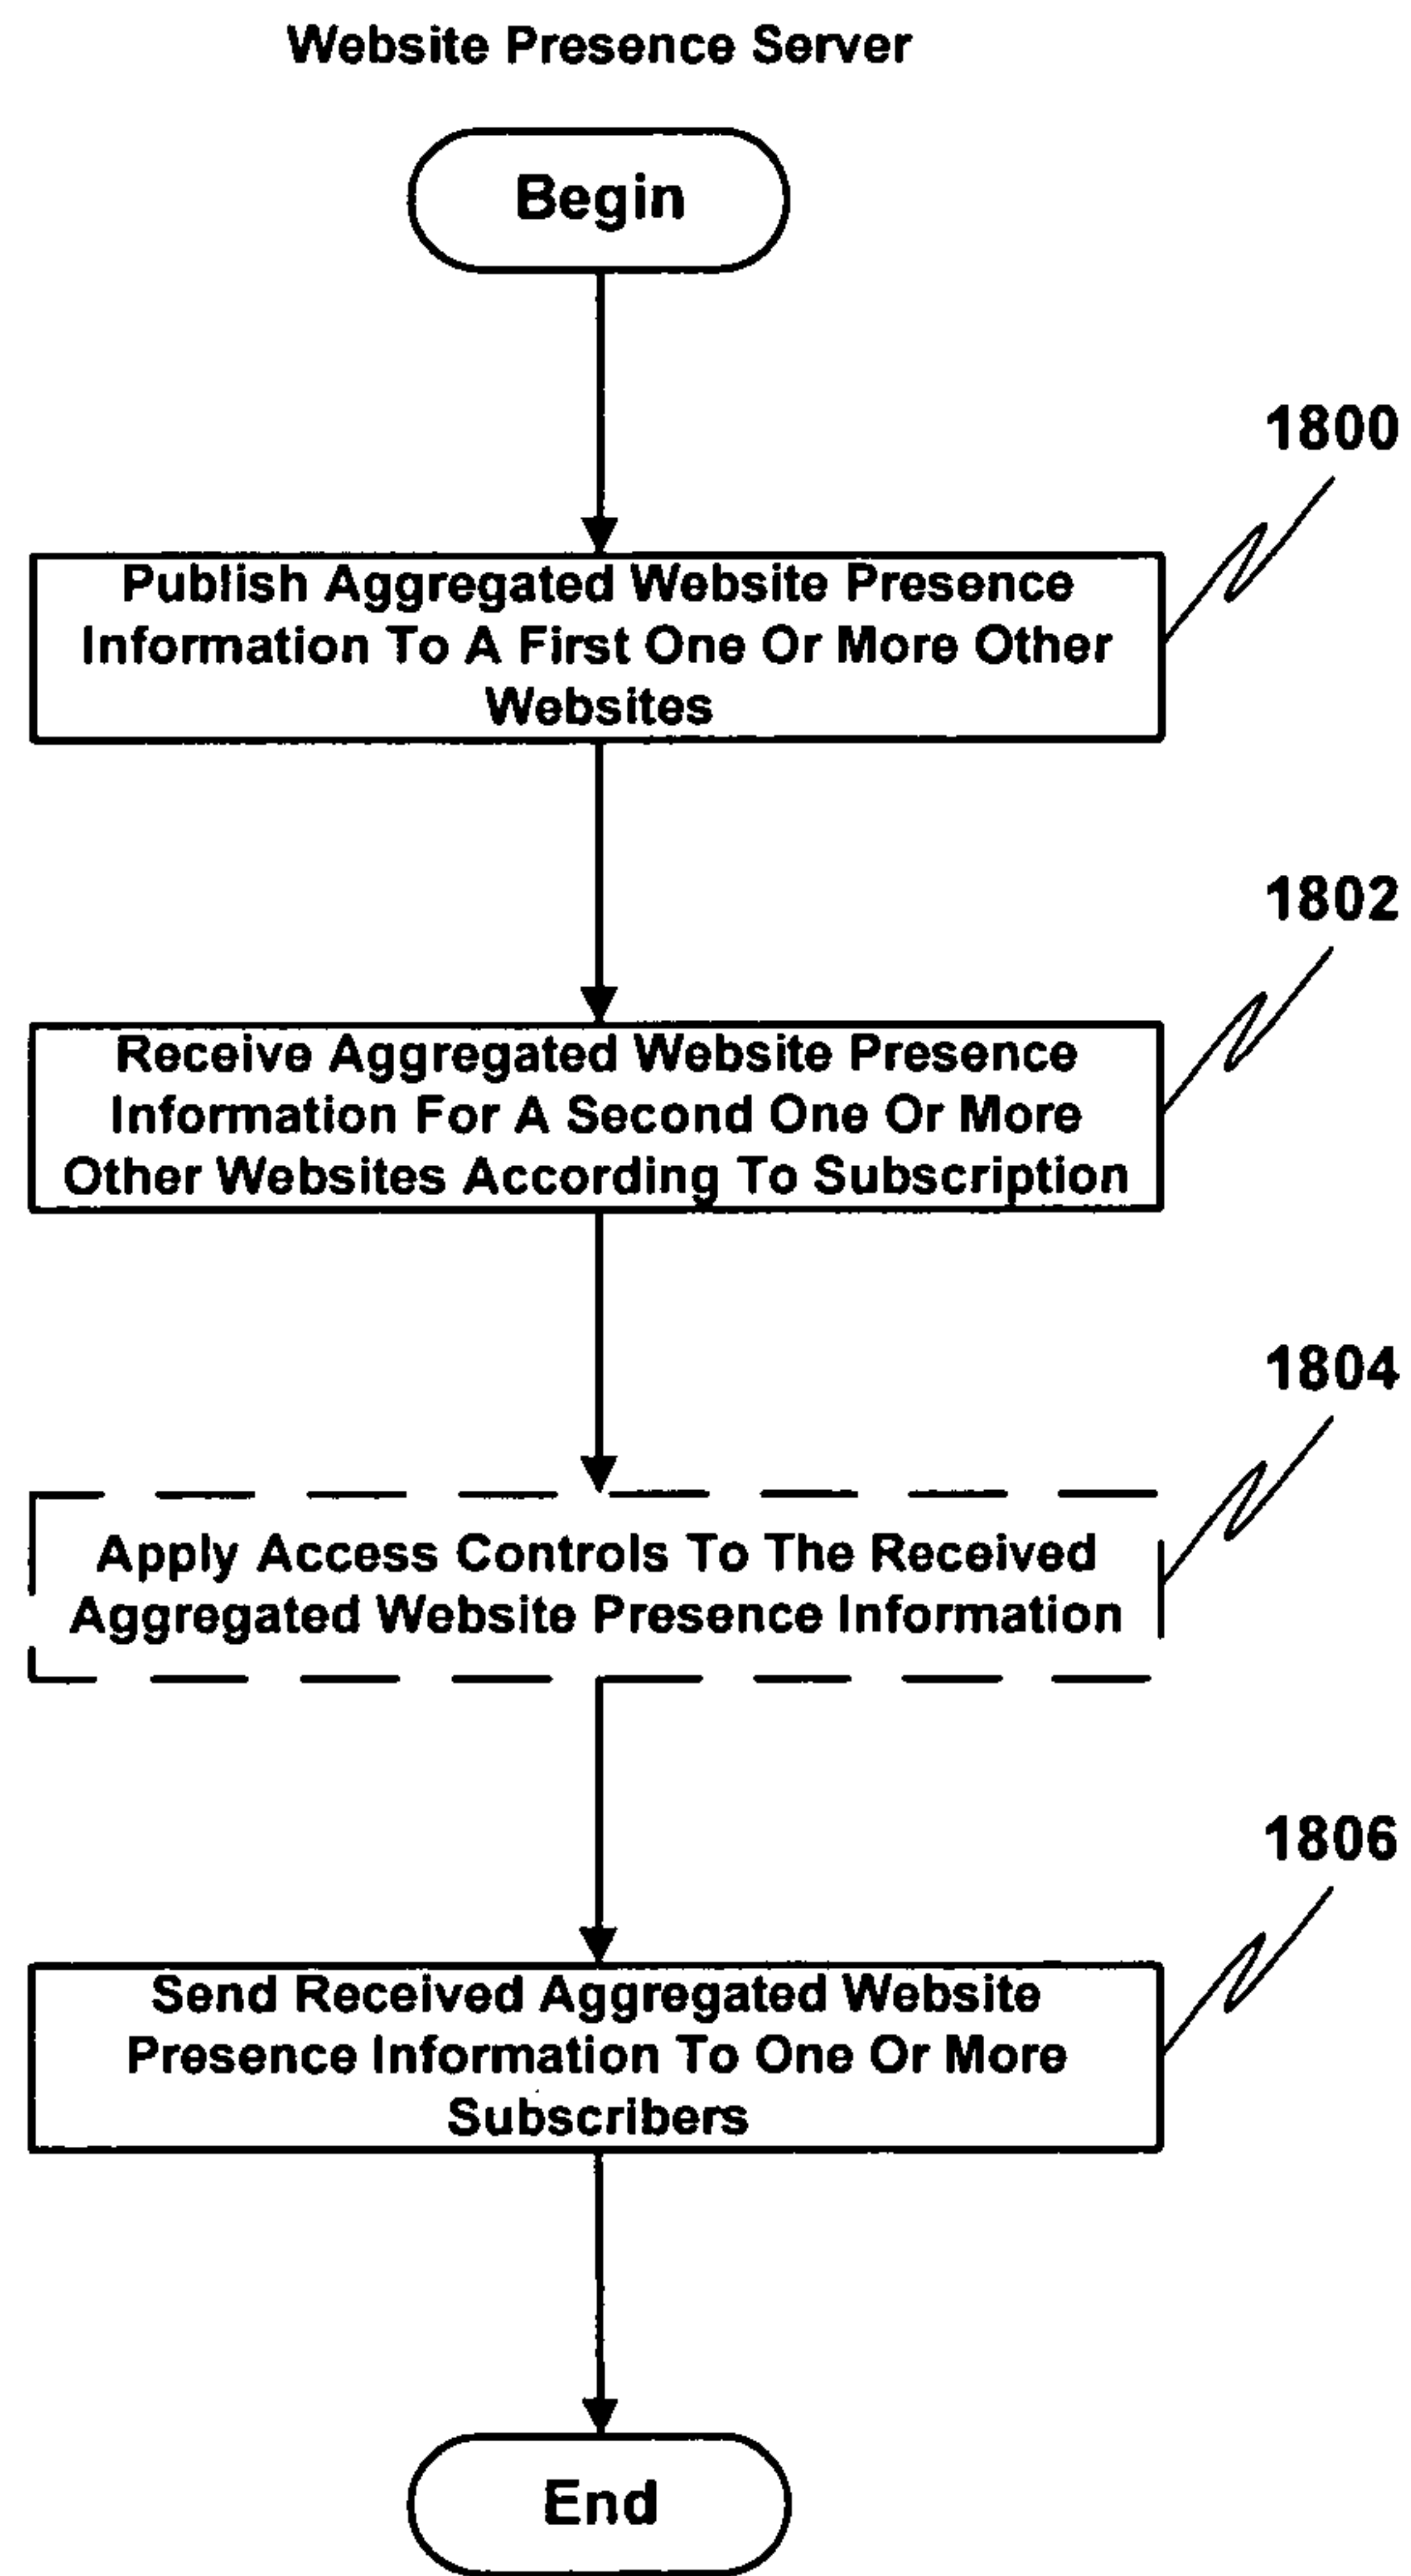 Website Presence Server
Begin
1800
Publish Aggregated Website Presence
Information To A First One Or More Other
Websites
1802
Receive Aggregated Website Presence
Information For A Second One Or More
Other Websites According To Subscription
1804
Apply Access Controls To The Received
Aggregated Website Presence Information
1806
Send Received Aggregated Website
Presence Information To One Or More
Subscribers
End